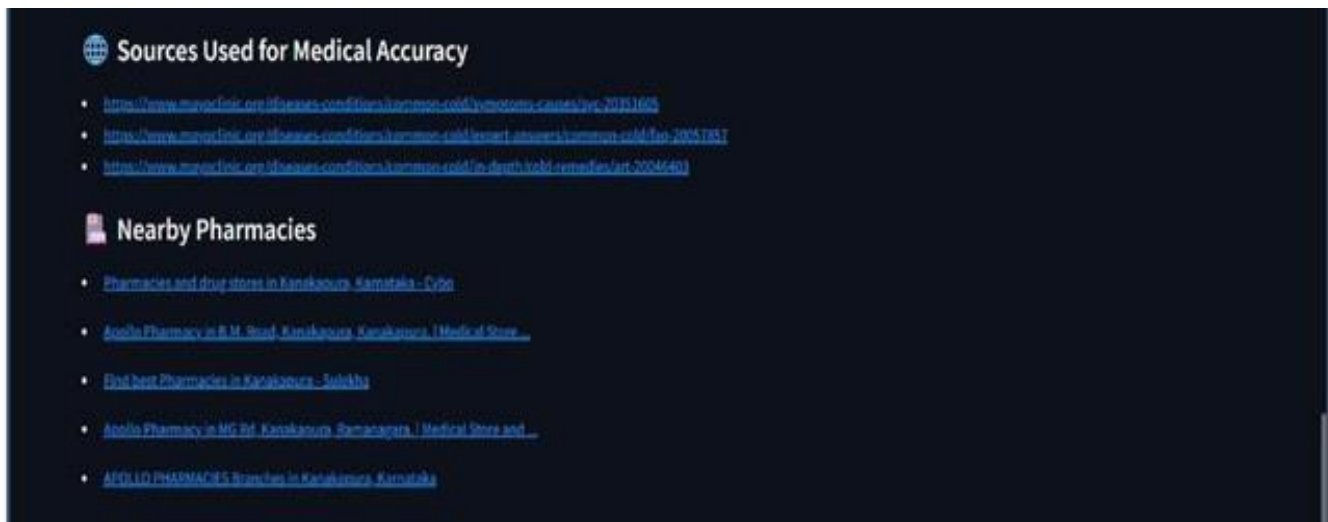 Sources Used for Medical Accuracy
https://www.mayoclinic.org/diseases-conditions/common-cold/symptoms-causes/syc-20351605
https://www.mayoclinic.org/diseases-conditions/common-cold/expert-answers/common-cold/faq-20057857
https://www.mayoclinic.org/diseases-conditions/common-cold/in-depth/cold-remedies/art-20046403
Nearby Pharmacies
Pharmacies and drug stores in Kanakapura, Karnataka - Cybo
Apollo Pharmacy in B.M. Road, Kanakapura, Kanakapura, | Medical Store ...
Find best Pharmacies in Kanakapura - Sulekha
Apollo Pharmacy in MG Rd, Kanakapura, Ramanagara, | Medical Store and ...
APOLLO PHARMACIES Branches in Kanakapura, Karnataka